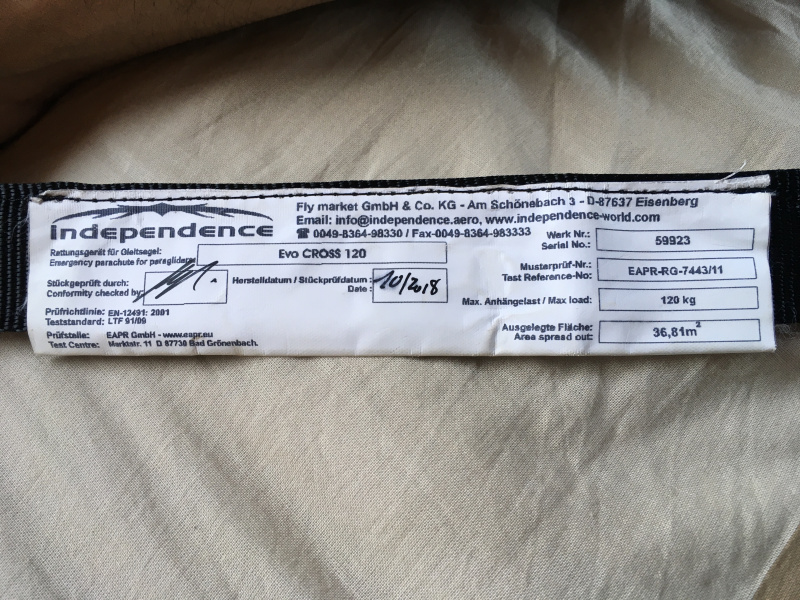 independence
Fly market GmbH & Co. KG - Am Schönebach 3 - D-87637 Eisenberg
Email: info@independence.aero, www.independence-world.com
☎ 0049-8364-98330 / Fax-0049-8364-983333
Rettungsgerät für Gleitsegel:
Emergency parachute for paragliders
Evo CROSS 120
Stückgeprüft durch:
Conformity checked by:
Herstelldatum / Stückprüfdatum :
Date :
10/2018
Prüfrichtlinie: EN-12491: 2001
Teststandard: LTF 91/09
Prüfstelle: EAPR GmbH - www.eapr.eu
Test Centre: Marktstr. 11 D 87730 Bad Grönenbach.
Werk Nr.:
Serial No.:
59923
Musterprüf-Nr.:
Test Reference-No:
EAPR-RG-7443/11
Max. Anhängelast / Max load:
120 kg
Ausgelegte Fläche:
Area spread out:
36,81m²